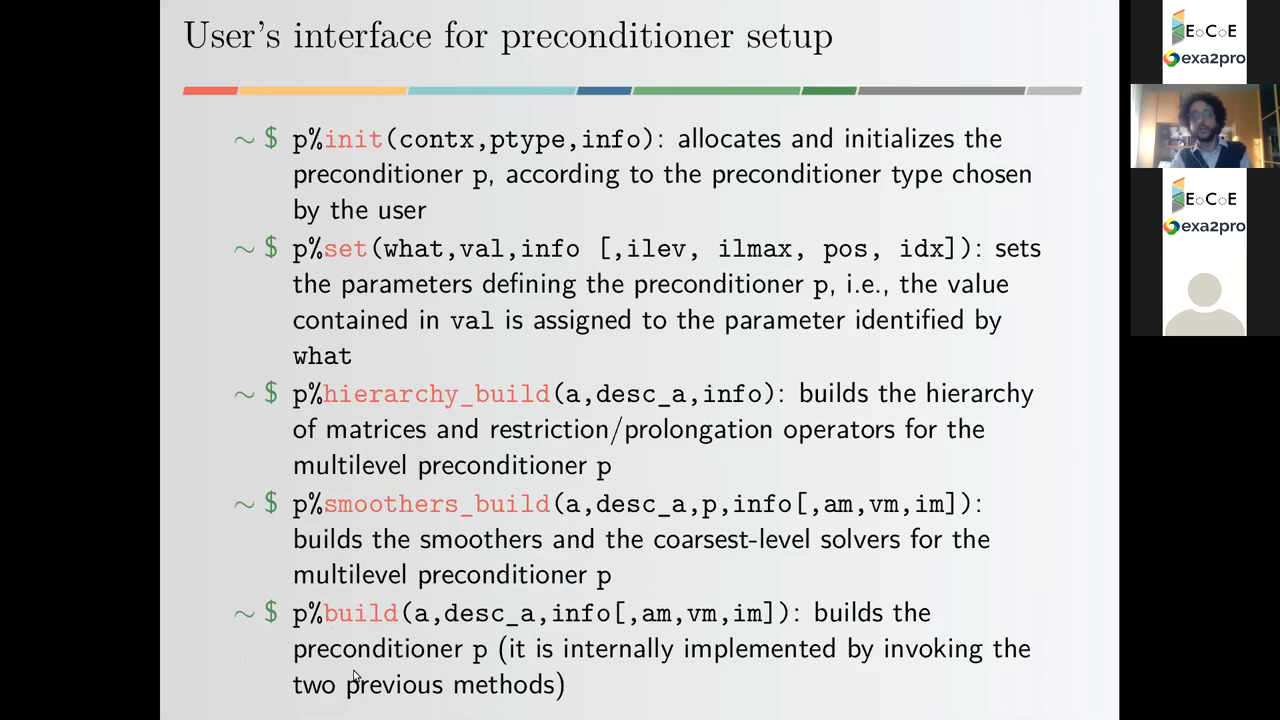 User's interface for preconditioner setup
~ $ p%init(contx,ptype,info): allocates and initializes the
preconditioner p, according to the preconditioner type chosen
by the user
~ $ p%set(what,val,info [,ilev, ilmax, pos, idx]): sets
the parameters defining the preconditioner p, i.e., the value
contained in val is assigned to the parameter identified by
what
~ $ p%hierarchy_build(a,desc_a,info): builds the hierarchy
of matrices and restriction/prolongation operators for the
multilevel preconditioner p
~ $ p%smoothers_build(a,desc_a,p,info[,am,vm,im]):
builds the smoothers and the coarsest-level solvers for the
multilevel preconditioner p
~ $ p%build(a,desc_a,info[,am,vm,im]): builds the
preconditioner p (it is internally implemented by invoking the
two previous methods)
EoCoE
exa2pro
EoCoE
exa2pro